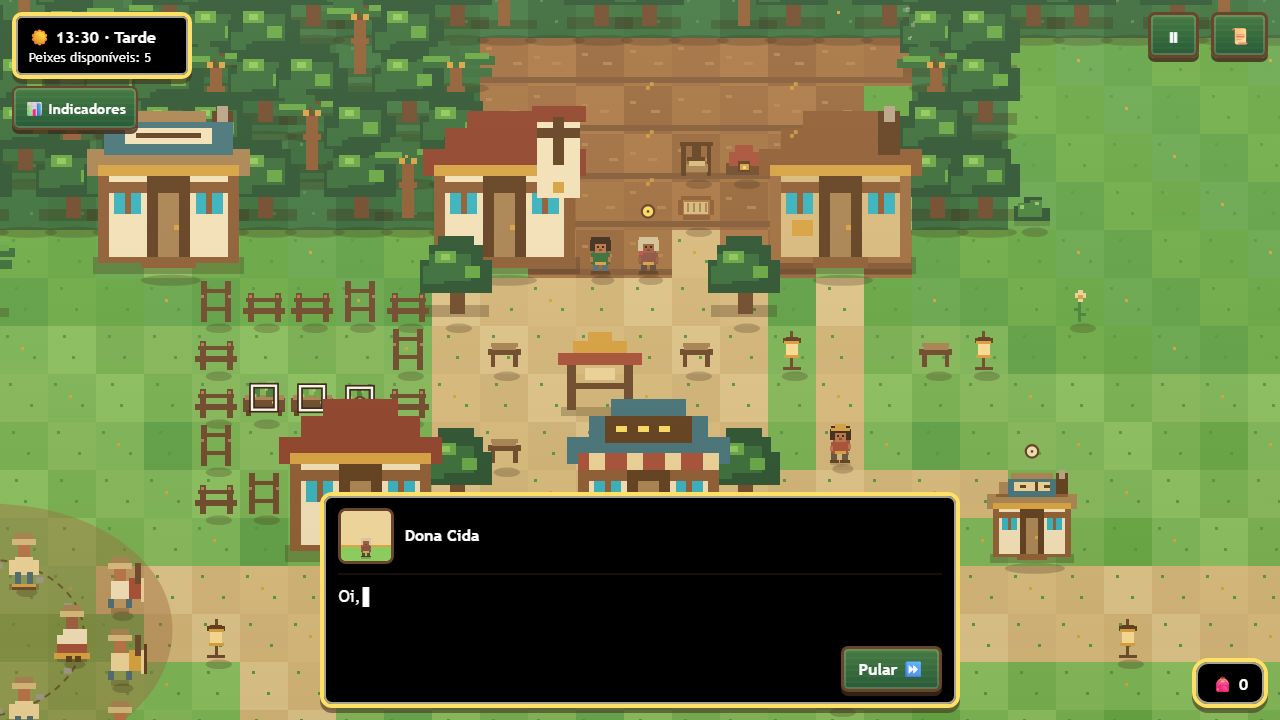 13:30 · Tarde
Peixes disponíveis: 5
Indicadores
Dona Cida
Oi,
Pular
0